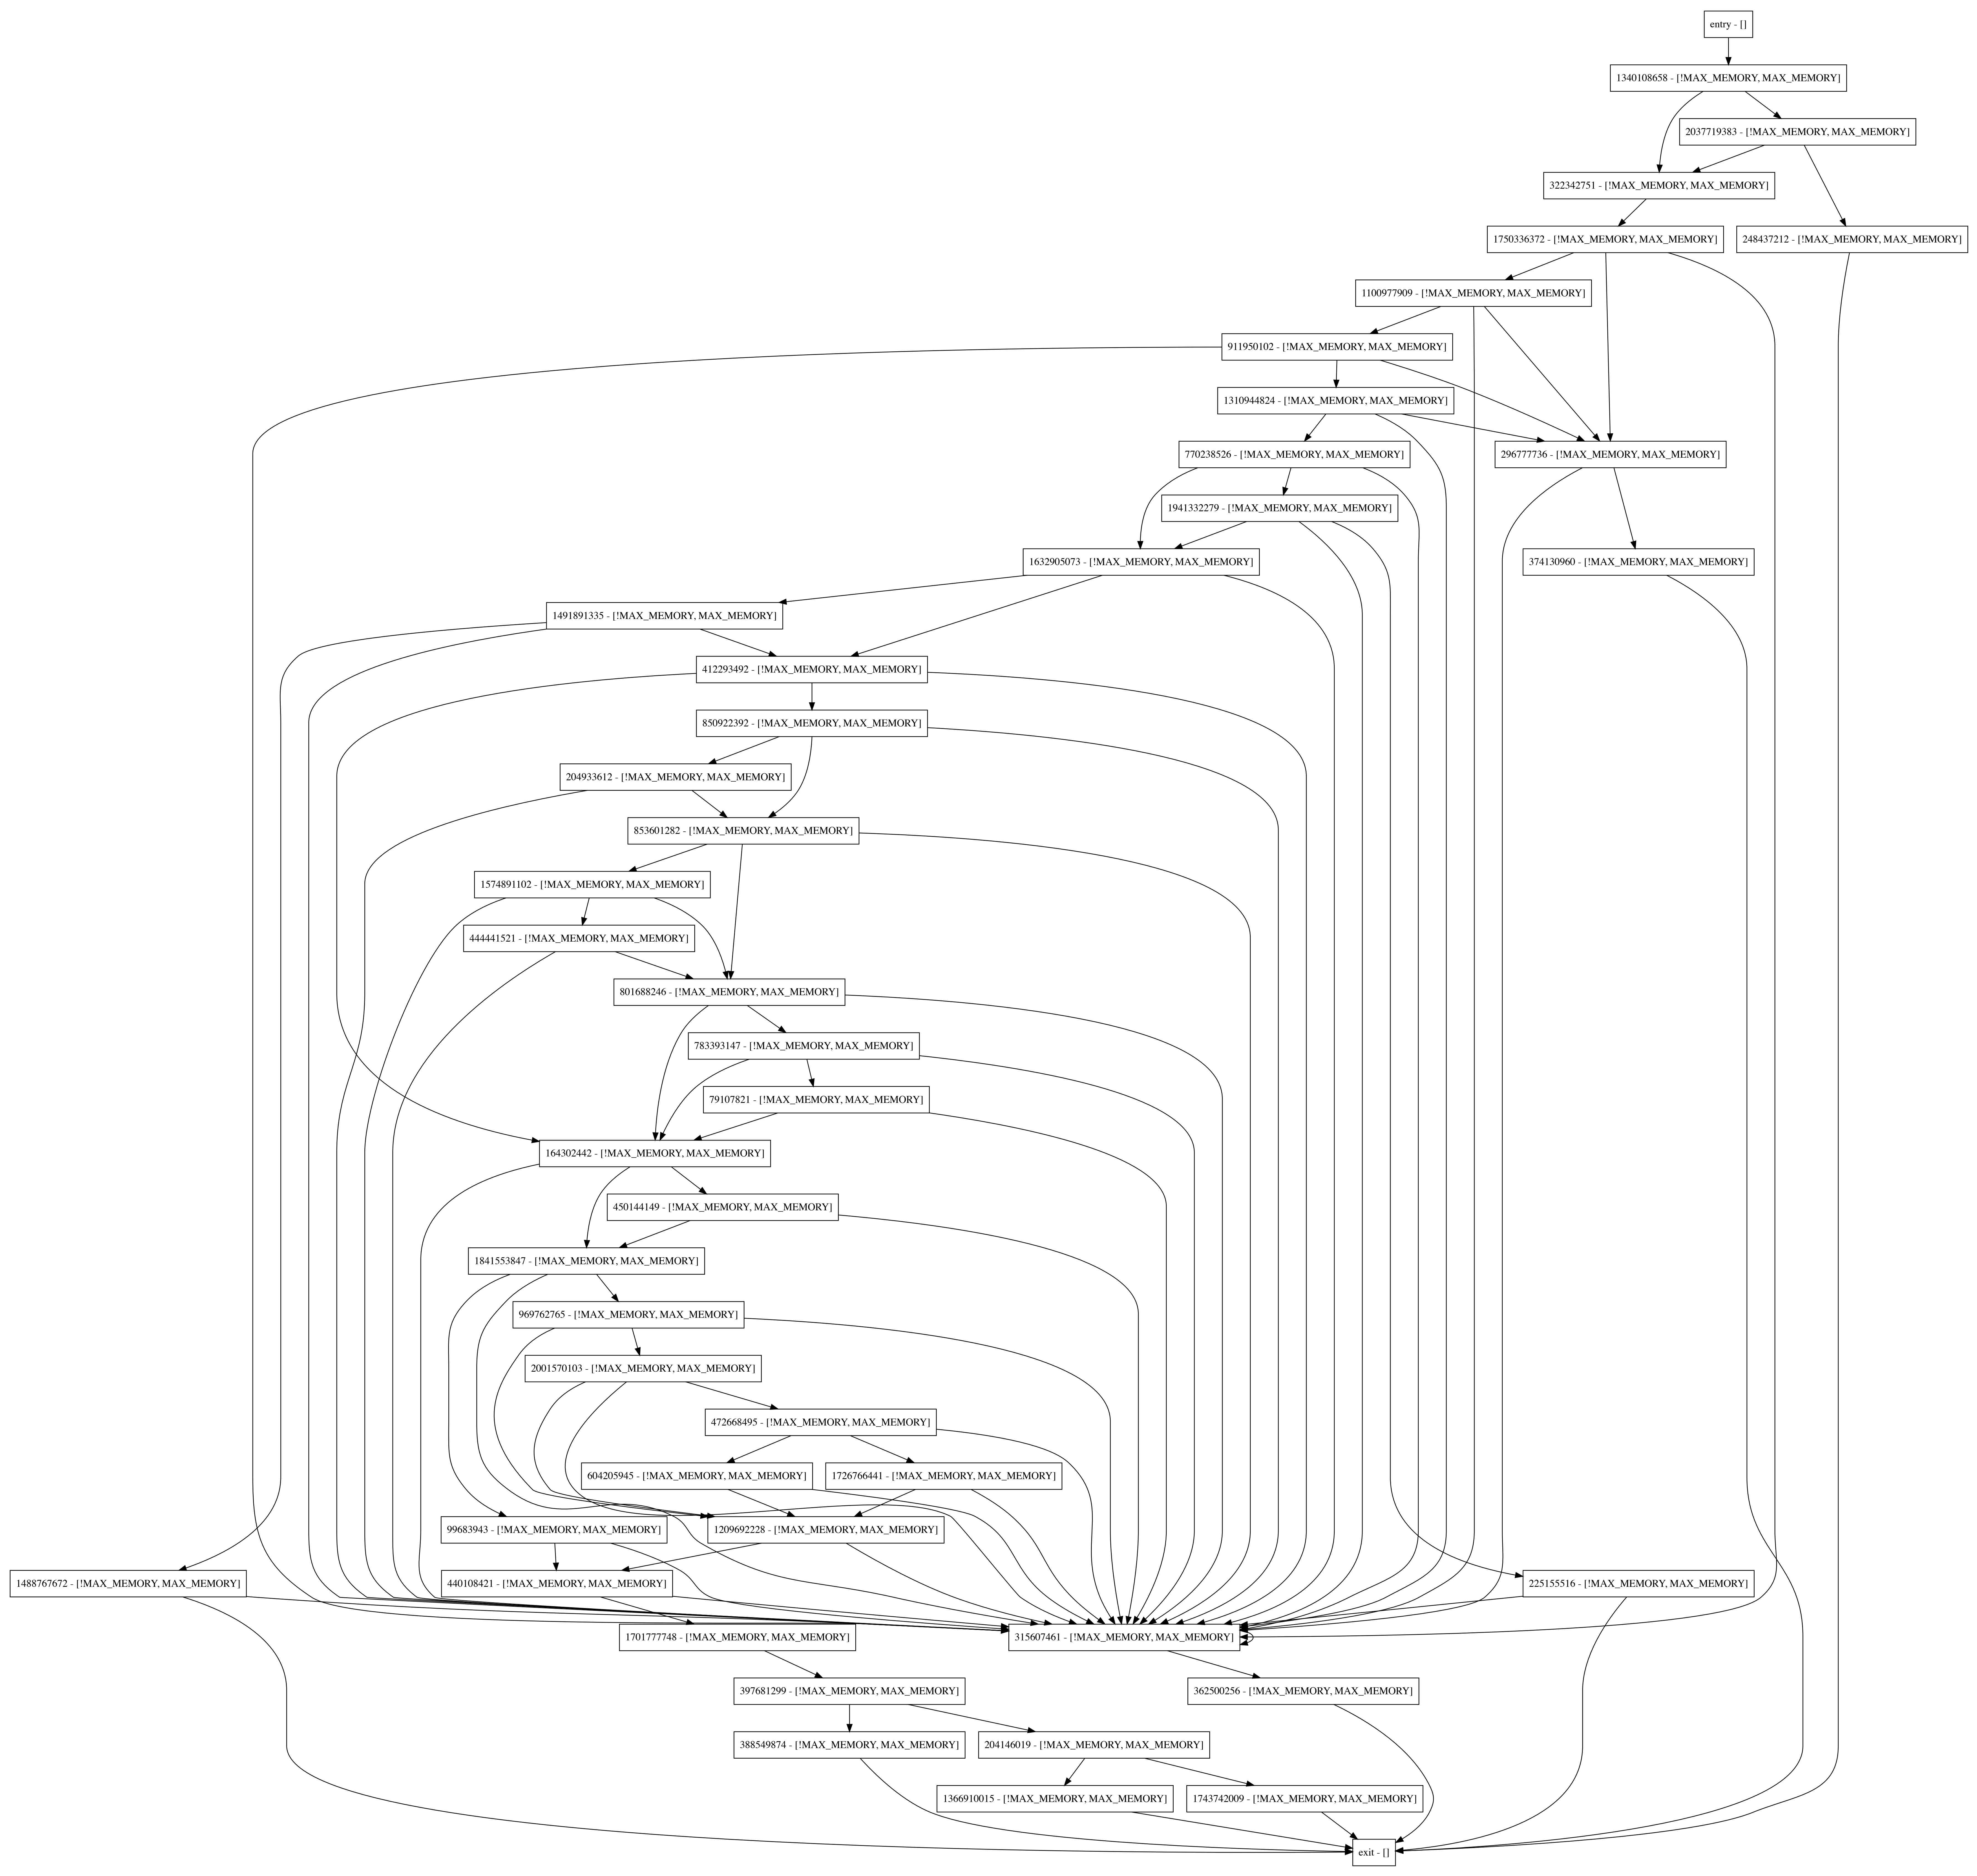 entry - []
1340108658 - [!MAX_MEMORY, MAX_MEMORY]
2037719383 - [!MAX_MEMORY, MAX_MEMORY]
322342751 - [!MAX_MEMORY, MAX_MEMORY]
1750336372 - [!MAX_MEMORY, MAX_MEMORY]
248437212 - [!MAX_MEMORY, MAX_MEMORY]
1100977909 - [!MAX_MEMORY, MAX_MEMORY]
911950102 - [!MAX_MEMORY, MAX_MEMORY]
1310944824 - [!MAX_MEMORY, MAX_MEMORY]
770238526 - [!MAX_MEMORY, MAX_MEMORY]
296777736 - [!MAX_MEMORY, MAX_MEMORY]
1941332279 - [!MAX_MEMORY, MAX_MEMORY]
1632905073 - [!MAX_MEMORY, MAX_MEMORY]
374130960 - [!MAX_MEMORY, MAX_MEMORY]
1491891335 - [!MAX_MEMORY, MAX_MEMORY]
412293492 - [!MAX_MEMORY, MAX_MEMORY]
850922392 - [!MAX_MEMORY, MAX_MEMORY]
204933612 - [!MAX_MEMORY, MAX_MEMORY]
853601282 - [!MAX_MEMORY, MAX_MEMORY]
1574891102 - [!MAX_MEMORY, MAX_MEMORY]
444441521 - [!MAX_MEMORY, MAX_MEMORY]
801688246 - [!MAX_MEMORY, MAX_MEMORY]
783393147 - [!MAX_MEMORY, MAX_MEMORY]
79107821 - [!MAX_MEMORY, MAX_MEMORY]
164302442 - [!MAX_MEMORY, MAX_MEMORY]
450144149 - [!MAX_MEMORY, MAX_MEMORY]
1841553847 - [!MAX_MEMORY, MAX_MEMORY]
969762765 - [!MAX_MEMORY, MAX_MEMORY]
2001570103 - [!MAX_MEMORY, MAX_MEMORY]
472668495 - [!MAX_MEMORY, MAX_MEMORY]
604205945 - [!MAX_MEMORY, MAX_MEMORY]
1726766441 - [!MAX_MEMORY, MAX_MEMORY]
99683943 - [!MAX_MEMORY, MAX_MEMORY]
1209692228 - [!MAX_MEMORY, MAX_MEMORY]
1488767672 - [!MAX_MEMORY, MAX_MEMORY]
440108421 - [!MAX_MEMORY, MAX_MEMORY]
225155516 - [!MAX_MEMORY, MAX_MEMORY]
1701777748 - [!MAX_MEMORY, MAX_MEMORY]
315607461 - [!MAX_MEMORY, MAX_MEMORY]
397681299 - [!MAX_MEMORY, MAX_MEMORY]
362500256 - [!MAX_MEMORY, MAX_MEMORY]
388549874 - [!MAX_MEMORY, MAX_MEMORY]
204146019 - [!MAX_MEMORY, MAX_MEMORY]
1366910015 - [!MAX_MEMORY, MAX_MEMORY]
1743742009 - [!MAX_MEMORY, MAX_MEMORY]
exit - []